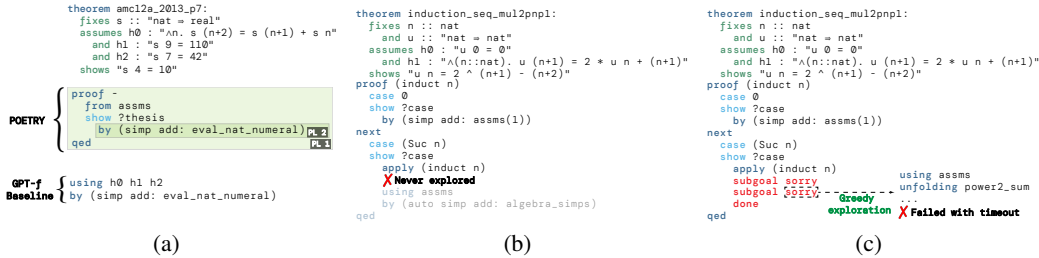 theorem amc12a_2013_p7:
fixes s :: "nat ⇒ real"
assumes h0 : "∧n. s (n+2) = s (n+1) + s n"
and h1 : "s 9 = 110"
and h2 : "s 7 = 42"
shows "s 4 = 10"
POETRY
proof -
from assms
show ?thesis
by (simp add: eval_nat_numeral) PL 2
qed PL 1
GPT-f Baseline
using h0 h1 h2
by (simp add: eval_nat_numeral)
(a)
theorem induction_seq_mul2pnp1:
fixes n :: nat
and u :: "nat ⇒ nat"
assumes h0 : "u 0 = 0"
and h1 : "∧(n::nat). u (n+1) = 2 * u n + (n+1)"
shows "u n = 2 ^ (n+1) - (n+2)"
proof (induct n)
case 0
show ?case
by (simp add: assms(1))
next
case (Suc n)
show ?case
apply (induct n)
✗ Never explored
using assms
by (auto simp add: algebra_simps)
qed
(b)
theorem induction_seq_mul2pnp1:
fixes n :: nat
and u :: "nat ⇒ nat"
assumes h0 : "u 0 = 0"
and h1 : "∧(n::nat). u (n+1) = 2 * u n + (n+1)"
shows "u n = 2 ^ (n+1) - (n+2)"
proof (induct n)
case 0
show ?case
by (simp add: assms(1))
next
case (Suc n)
show ?case
apply (induct n)
subgoal sorry
subgoal sorry
done
qed
Greedy
exploration
using assms
unfolding power2_sum
...
✗ Failed with timeout
(c)